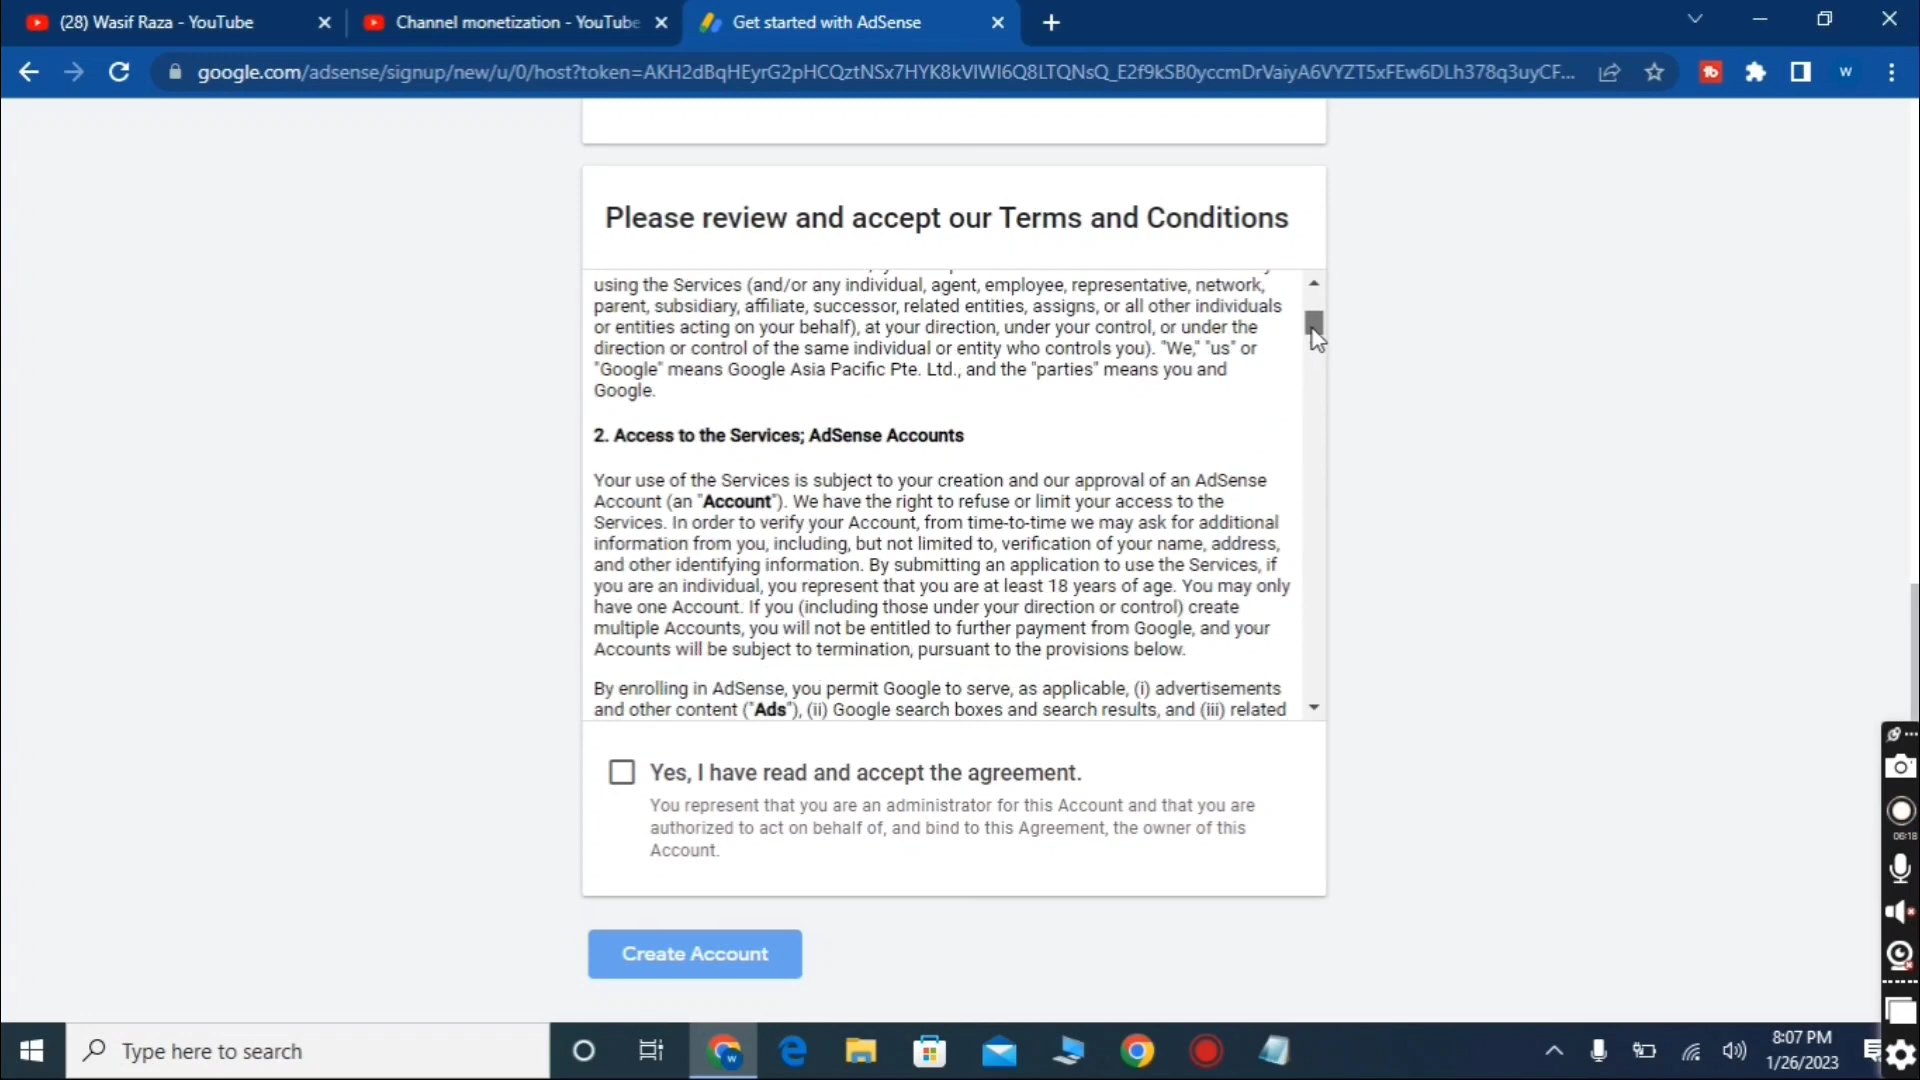 (28) Wasif Raza - YouTube
Channel monetization - YouTube
Get started with AdSense
google.com/adsense/signup/new/u/0/host?token=AKH2dBqHEyrG2pHCQztNSx7HYK8kVIWI6Q8LTQNsQ_E2f9kSB0yccmDrVaiyA6VYZT5xFEw6DLh378q3uyCF...
W
Please review and accept our Terms and Conditions
using the Services (and/or any individual, agent, employee, representative, network,
parent, subsidiary, affiliate, successor, related entities, assigns, or all other individuals
or entities acting on your behalf), at your direction, under your control, or under the
direction or control of the same individual or entity who controls you). "We," "us" or
"Google" means Google Asia Pacific Pte. Ltd., and the "parties" means you and
Google.
2. Access to the Services; AdSense Accounts
Your use of the Services is subject to your creation and our approval of an AdSense
Account (an "Account"). We have the right to refuse or limit your access to the
Services. In order to verify your Account, from time-to-time we may ask for additional
information from you, including, but not limited to, verification of your name, address,
and other identifying information. By submitting an application to use the Services, if
you are an individual, you represent that you are at least 18 years of age. You may only
have one Account. If you (including those under your direction or control) create
multiple Accounts, you will not be entitled to further payment from Google, and your
Accounts will be subject to termination, pursuant to the provisions below.
By enrolling in AdSense, you permit Google to serve, as applicable, (i) advertisements
and other content ("Ads"), (ii) Google search boxes and search results, and (iii) related
Yes, I have read and accept the agreement.
You represent that you are an administrator for this Account and that you are
authorized to act on behalf of, and bind to this Agreement, the owner of this
Account.
Create Account
06:18
Type here to search
8:07 PM
1/26/2023